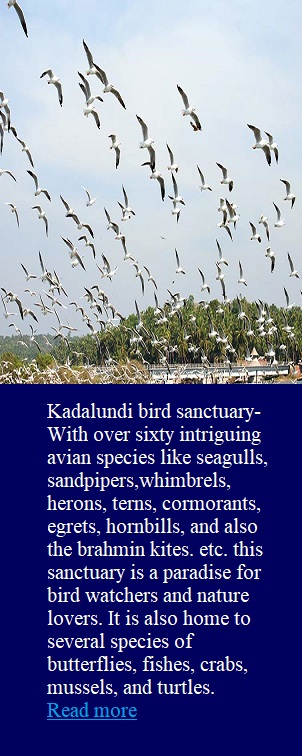 Kadalundi bird sanctuary-
With over sixty intriguing
avian species like seagulls,
sandpipers,whimbrels,
herons, terns, cormorants,
egrets, hornbills, and also
the brahmin kites. etc. this
sanctuary is a paradise for
bird watchers and nature
lovers. It is also home to
several species of
butterflies, fishes, crabs,
mussels, and turtles.
Read more